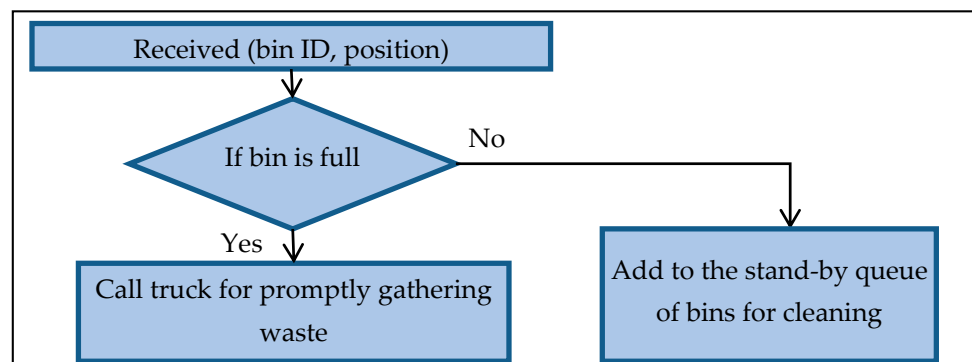 Received (bin ID, position)
If bin is full
No
Yes
Call truck for promptly gathering
waste
Add to the stand-by queue
of bins for cleaning